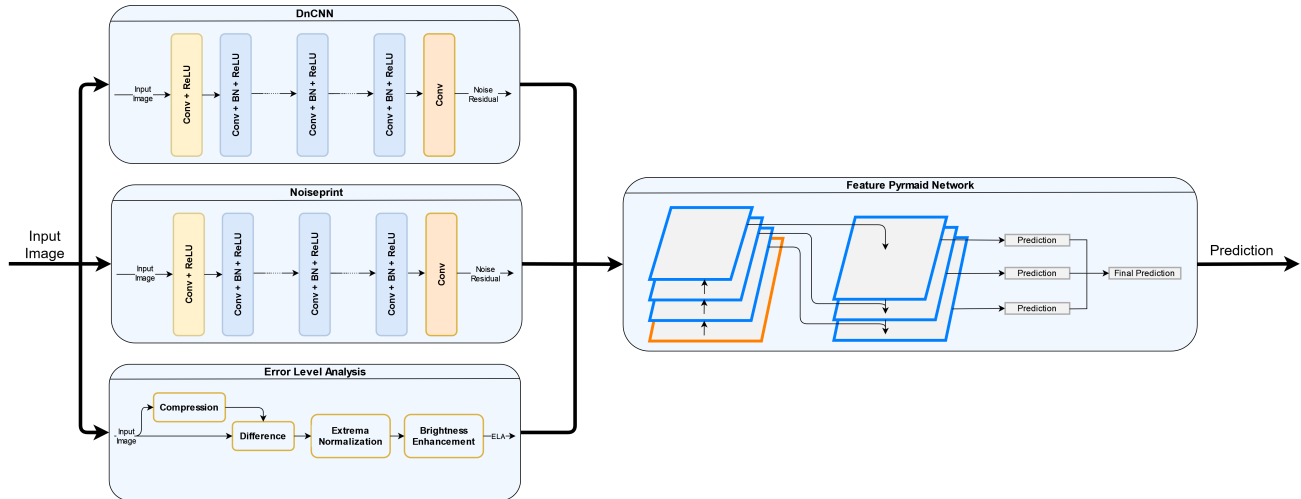 DnCNN
Input
Image
Conv + ReLU
Conv + BN + ReLU
Conv + BN + ReLU
Conv + BN + ReLU
Conv
Noise
Residual
Input
Image
Noiseprint
Input
Image
Conv + ReLU
Conv + BN + ReLU
Conv + BN + ReLU
Conv + BN + ReLU
Conv
Noise
Residual
Error Level Analysis
Input
Image
Compression
Difference
Extrema
Normalization
Brightness
Enhancement
ELA
Feature Pyrmaid Network
Prediction
Prediction
Prediction
Final Prediction
Prediction